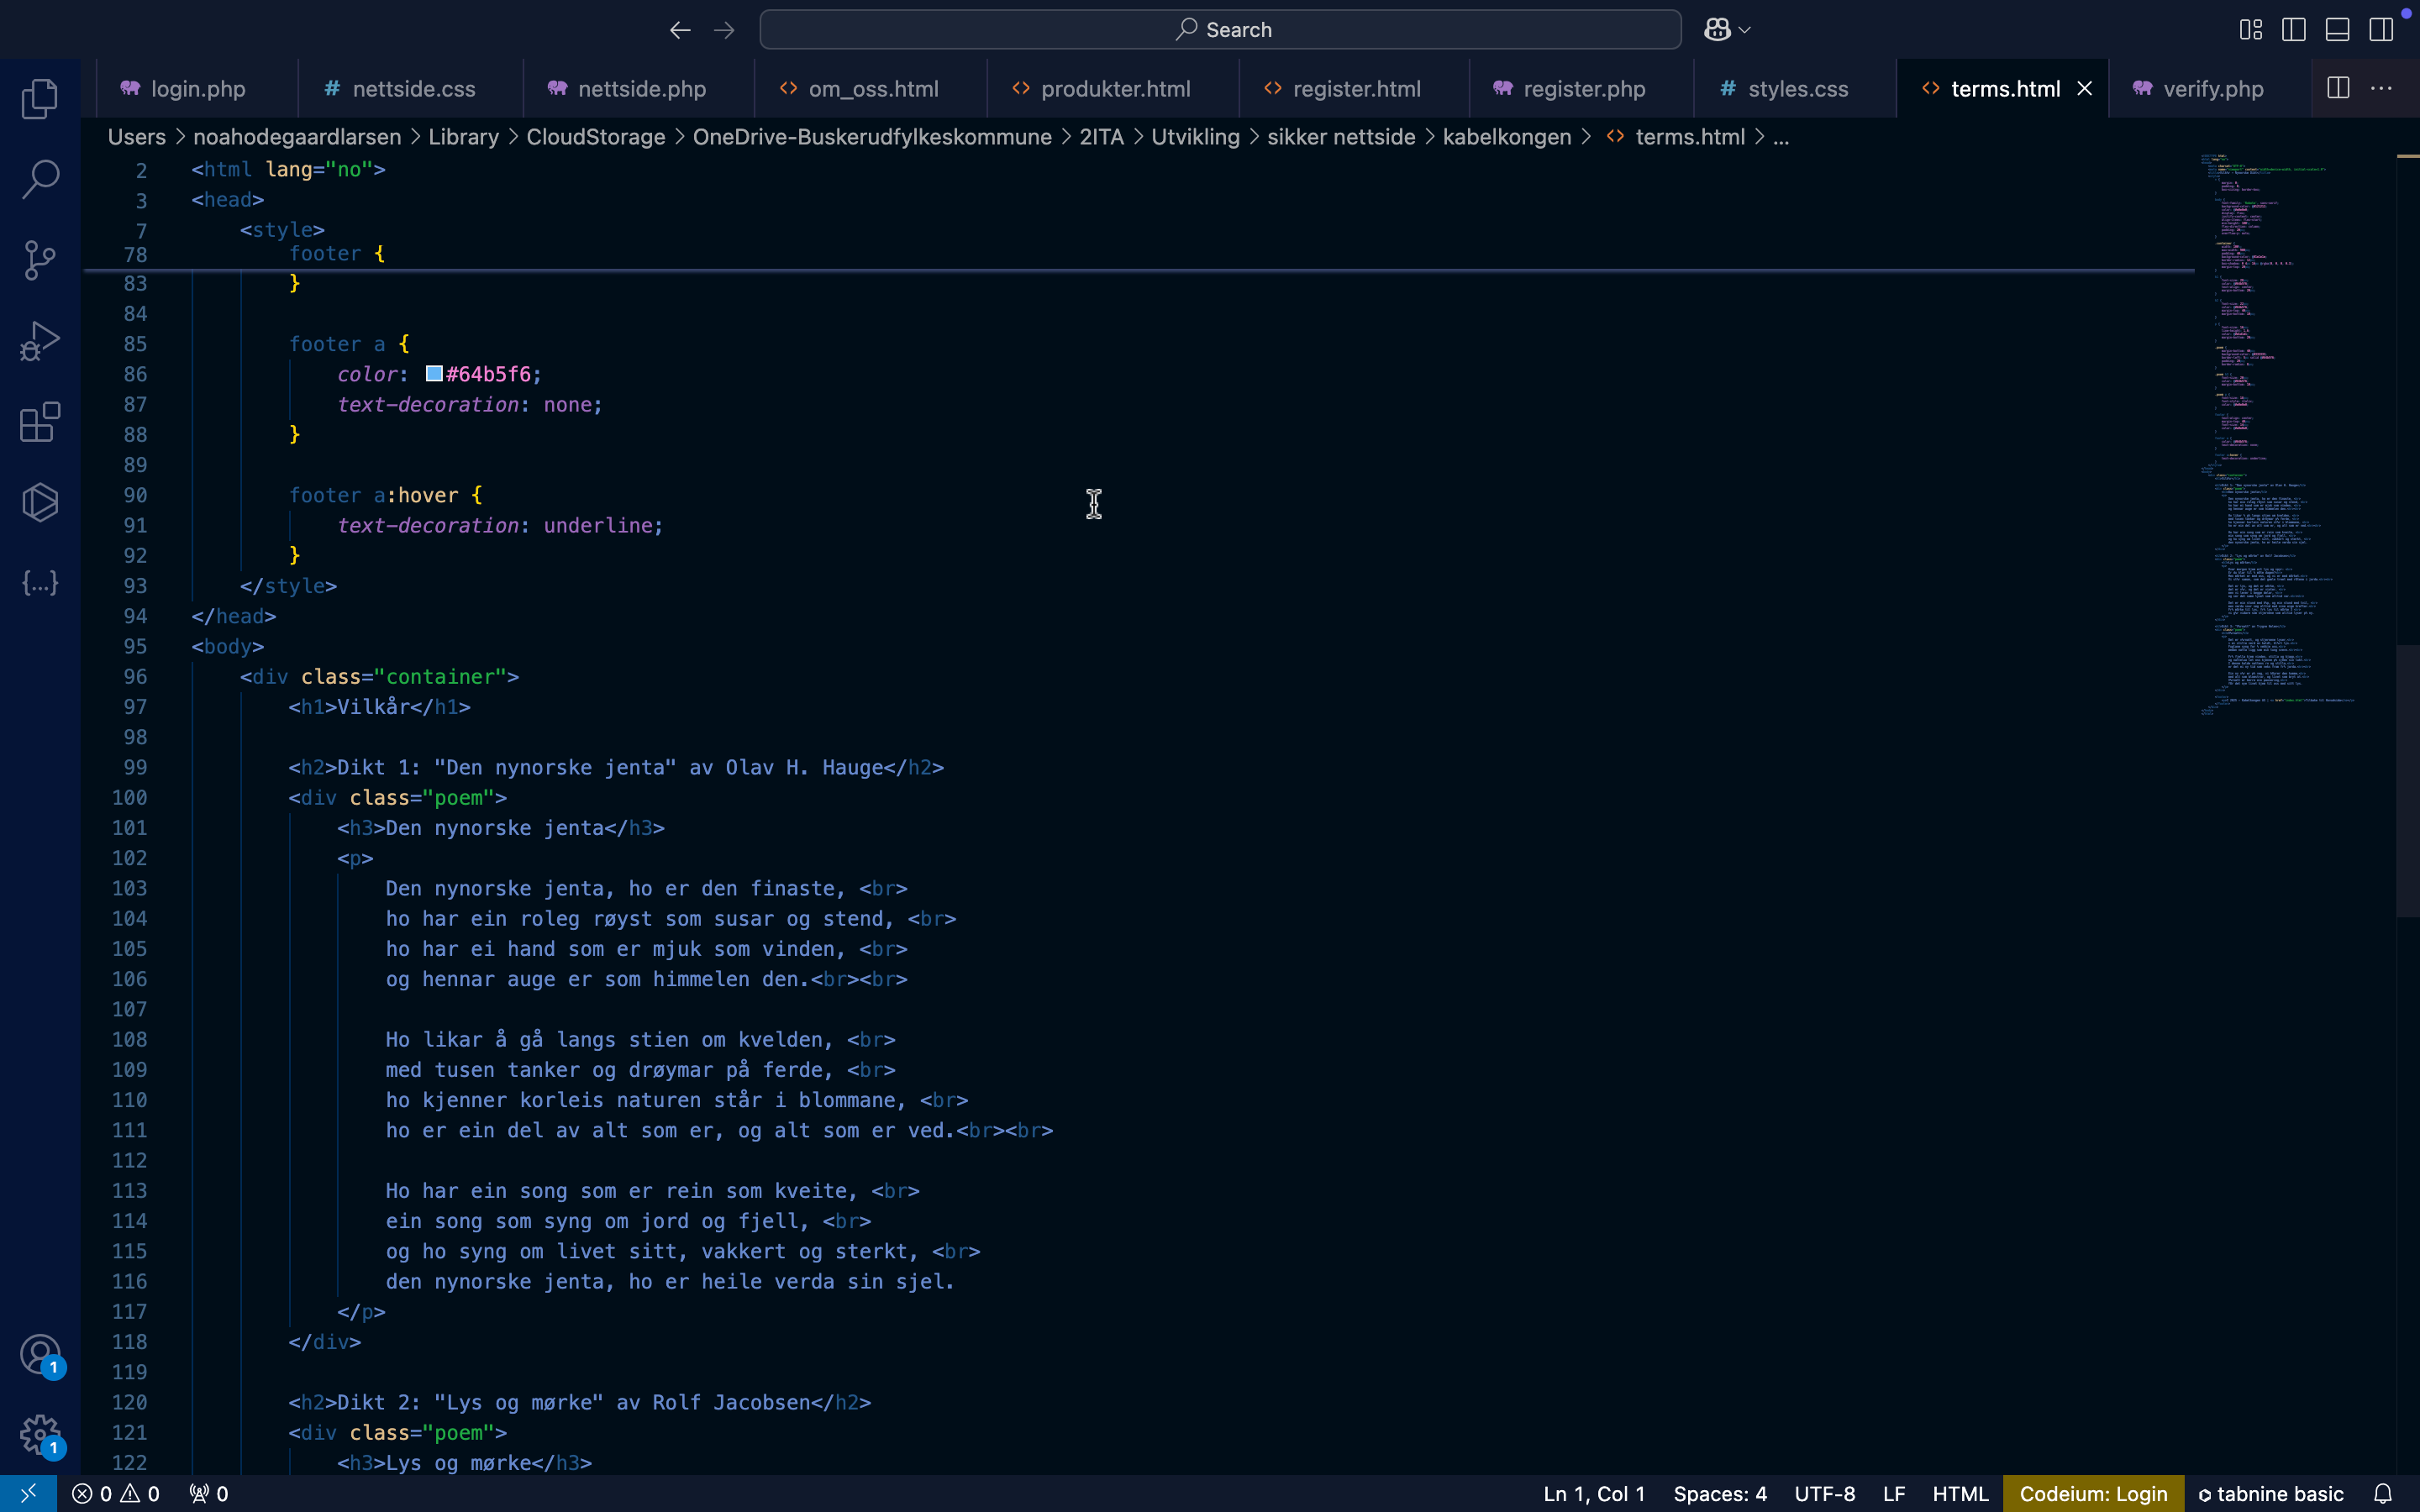 Search
login.php
nettside.css
nettside.php
om_oss.html
produkter.html
register.html
register.php
styles.css
terms.html
verify.php
Users > noahodegaardlarsen > Library > CloudStorage > OneDrive-Buskerudfylkeskommune > 2ITA > Utvikling > sikker nettside > kabelkongen > <> terms.html > ...
2 <html lang="no">
3 <head>
7 <style>
78 footer {
83 }
84
85 footer a {
86 color: #64b5f6;
87 text-decoration: none;
88 }
89
90 footer a:hover {
91 text-decoration: underline;
92 }
93 </style>
94 </head>
95 <body>
96 <div class="container">
97 <h1>Vilkår</h1>
98
99 <h2>Dikt 1: "Den nynorske jenta" av Olav H. Hauge</h2>
100 <div class="poem">
101 <h3>Den nynorske jenta</h3>
102 <p>
103 Den nynorske jenta, ho er den finaste, <br>
104 ho har ein roleg røyst som susar og stend, <br>
105 ho har ei hand som er mjuk som vinden, <br>
106 og hennar auge er som himmelen den.<br><br>
107
108 Ho likar å gå langs stien om kvelden, <br>
109 med tusen tanker og drøymar på ferde, <br>
110 ho kjenner korleis naturen står i blommane, <br>
111 ho er ein del av alt som er, og alt som er ved.<br><br>
112
113 Ho har ein song som er rein som kveite, <br>
114 ein song som syng om jord og fjell, <br>
115 og ho syng om livet sitt, vakkert og sterkt, <br>
116 den nynorske jenta, ho er heile verda sin sjel.
117 </p>
118 </div>
119
120 <h2>Dikt 2: "Lys og mørke" av Rolf Jacobsen</h2>
121 <div class="poem">
122 <h3>Lys og mørke</h3>
1
1
0 0 0
Ln 1, Col 1 Spaces: 4 UTF-8 LF HTML Codeium: Login tabnine basic